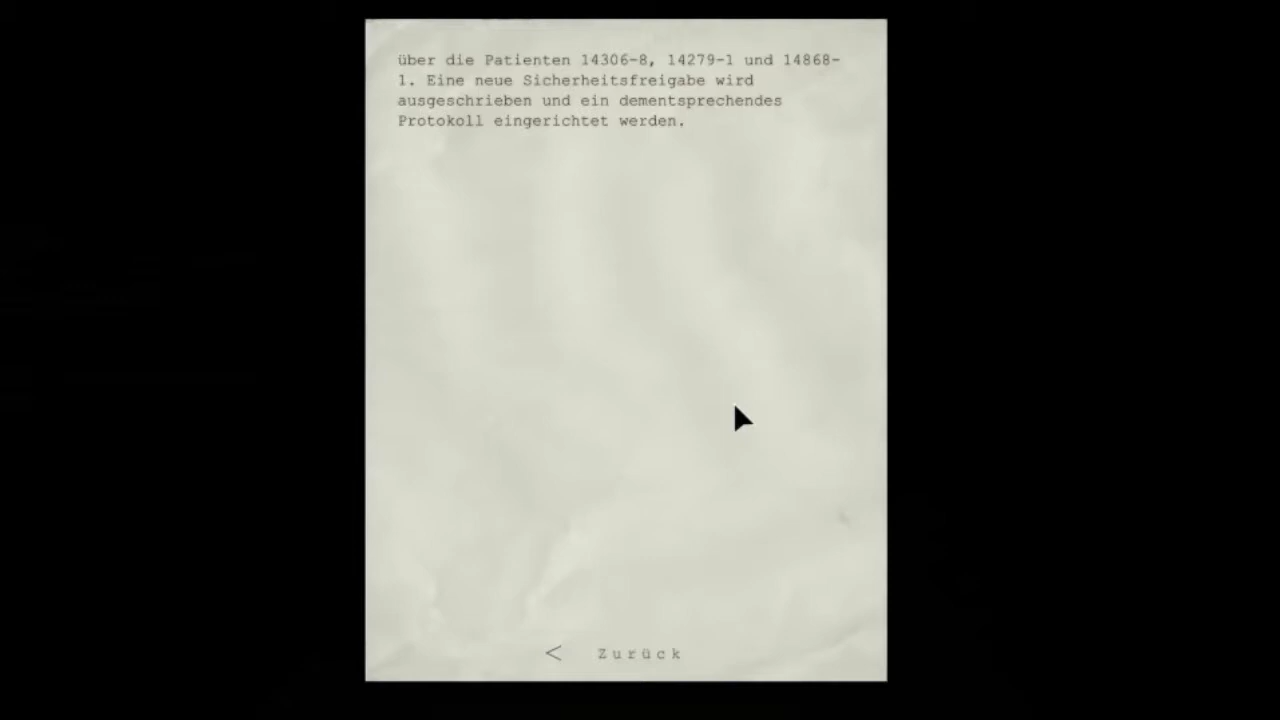 über die Patienten 14306-8, 14279-1 und 14868-
1. Eine neue Sicherheitsfreigabe wird
ausgeschrieben und ein dementsprechendes
Protokoll eingerichtet werden.
< Zurück